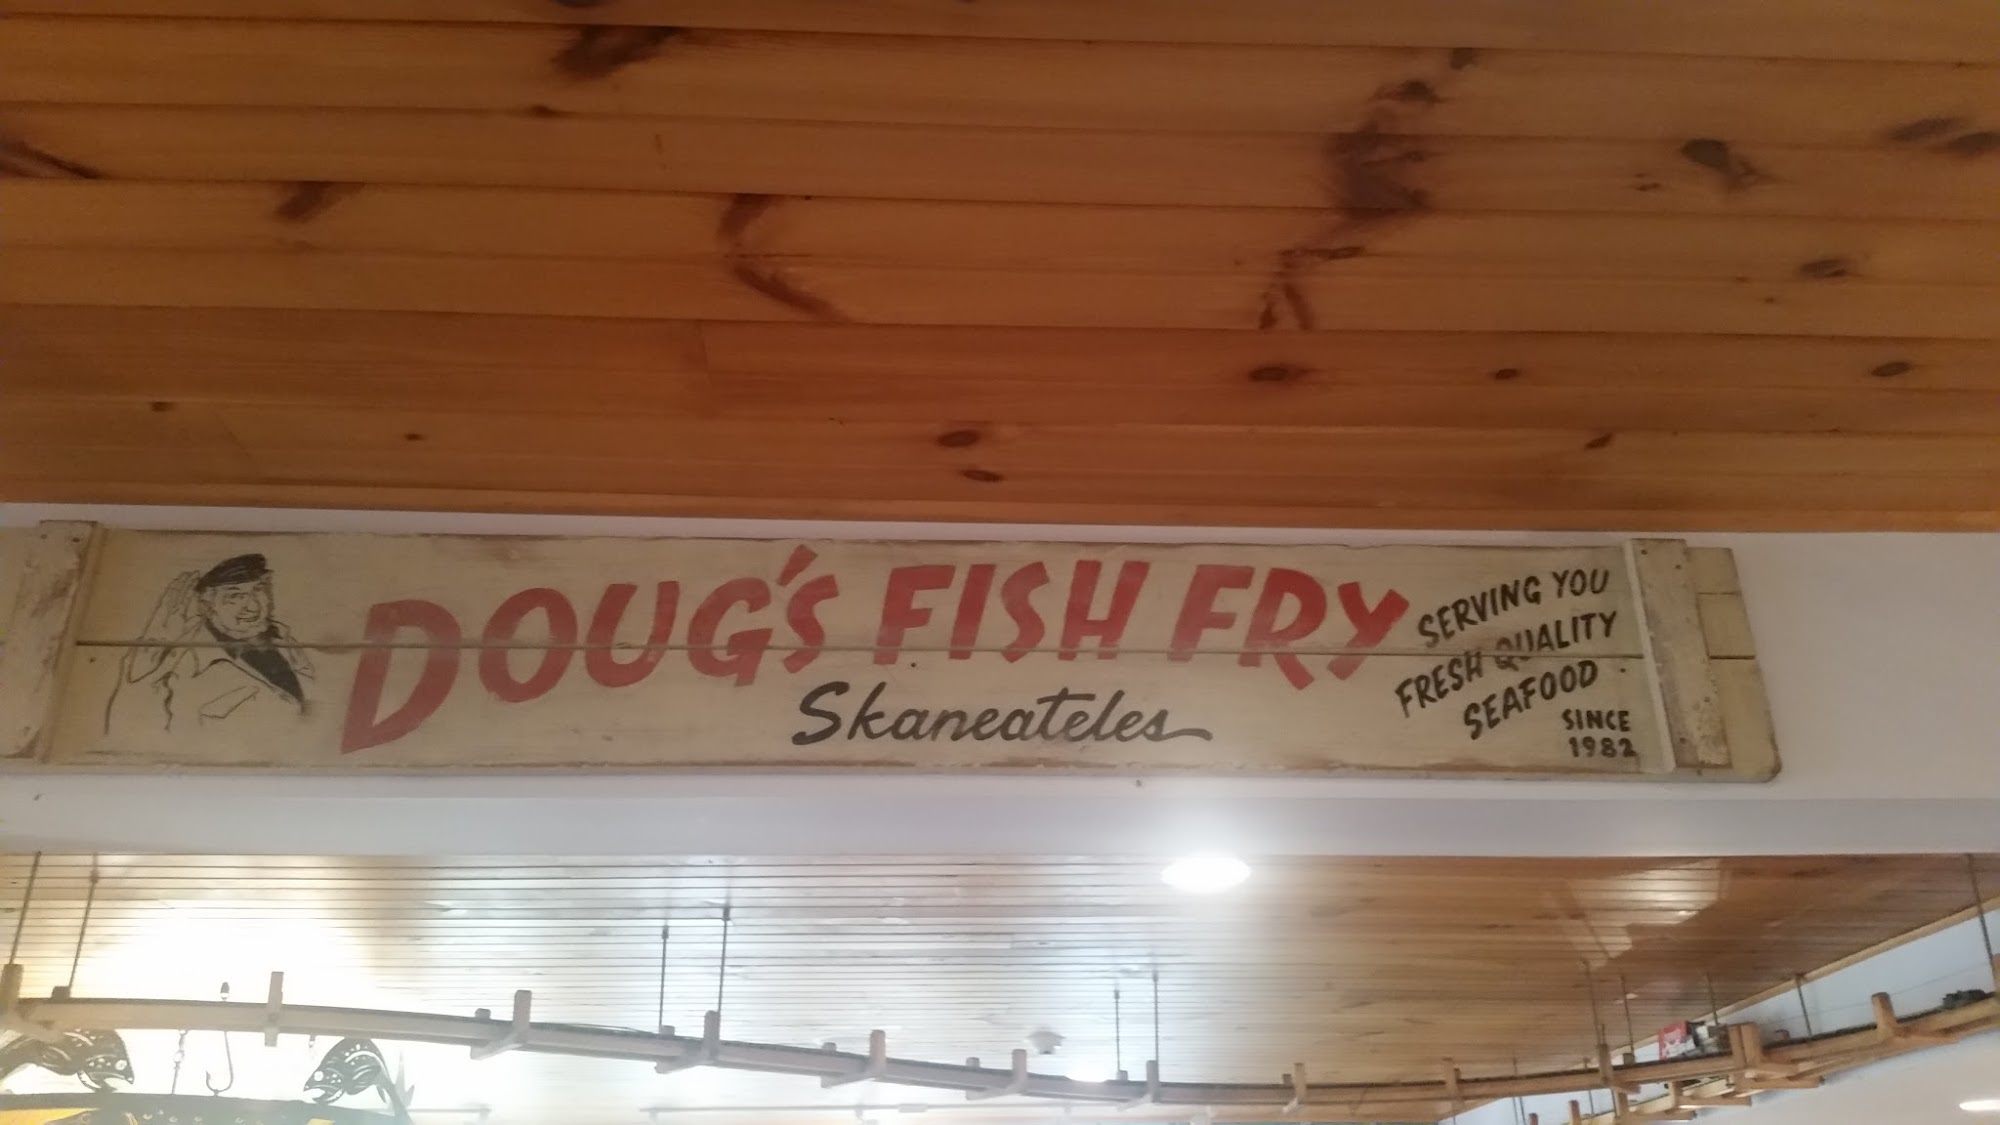 DOUG'S FISH FRY
Skaneateles
SERVING YOU
FRESH QUALITY
SEAFOOD
SINCE
1982